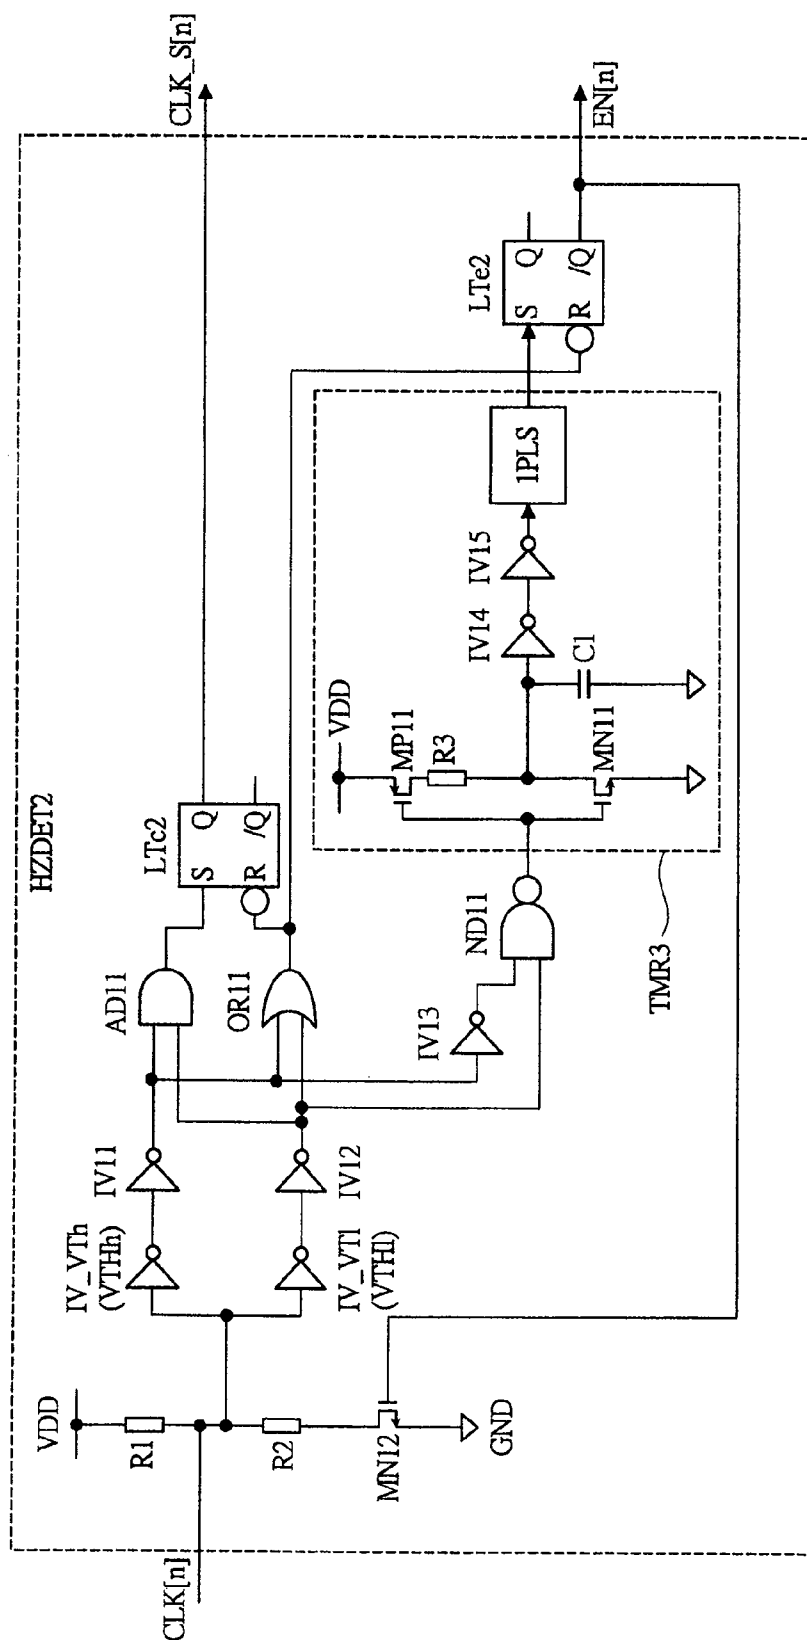 HZDET2
CLK[n]
VDD
R1
R2
MN12
GND
IV_VTh
(VTHh)
IV_VTl
(VTHl)
IV11
IV12
AD11
OR11
IV13
ND11
LTc2
S
Q
R
/Q
CLK_S[n]
TMR3
VDD
MP11
R3
MN11
C1
IV14
IV15
1PLS
LTe2
S
Q
R
/Q
EN[n]